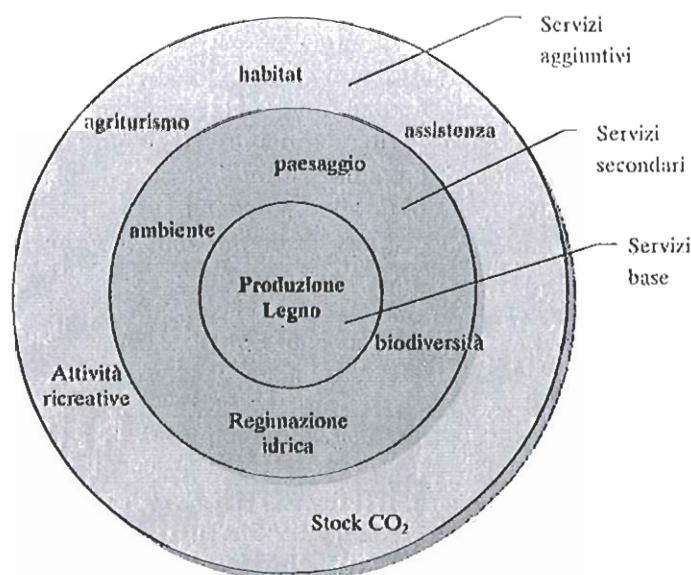 Servizi
aggiuntivi
habitat
agriturismo
assistenza
Servizi
secondari
paesaggio
ambiente
Servizi
base
Produzione
Legno
biodiversità
Attività
ricreative
Regimazione
idrica
Stock CO₂